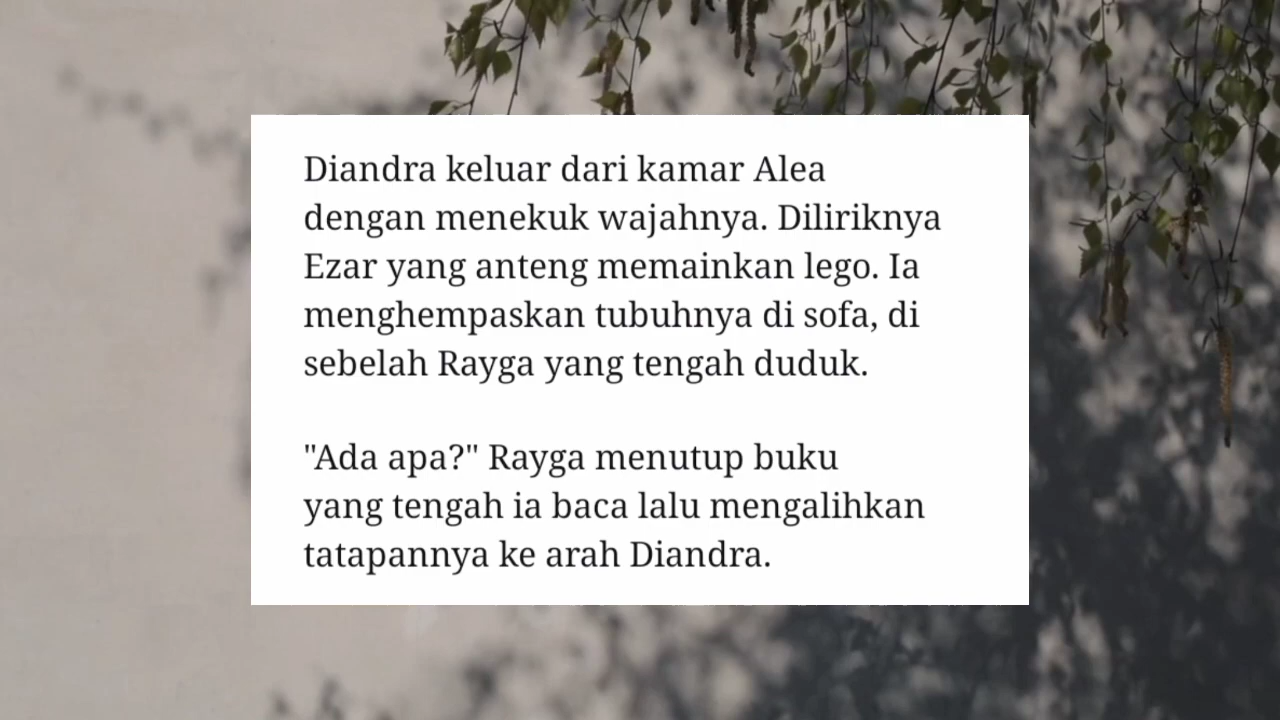 Diandra keluar dari kamar Alea
dengan menekuk wajahnya. Diliriknya
Ezar yang anteng memainkan lego. Ia
menghempaskan tubuhnya di sofa, di
sebelah Rayga yang tengah duduk.
"Ada apa?" Rayga menutup buku
yang tengah ia baca lalu mengalihkan
tatapannya ke arah Diandra.